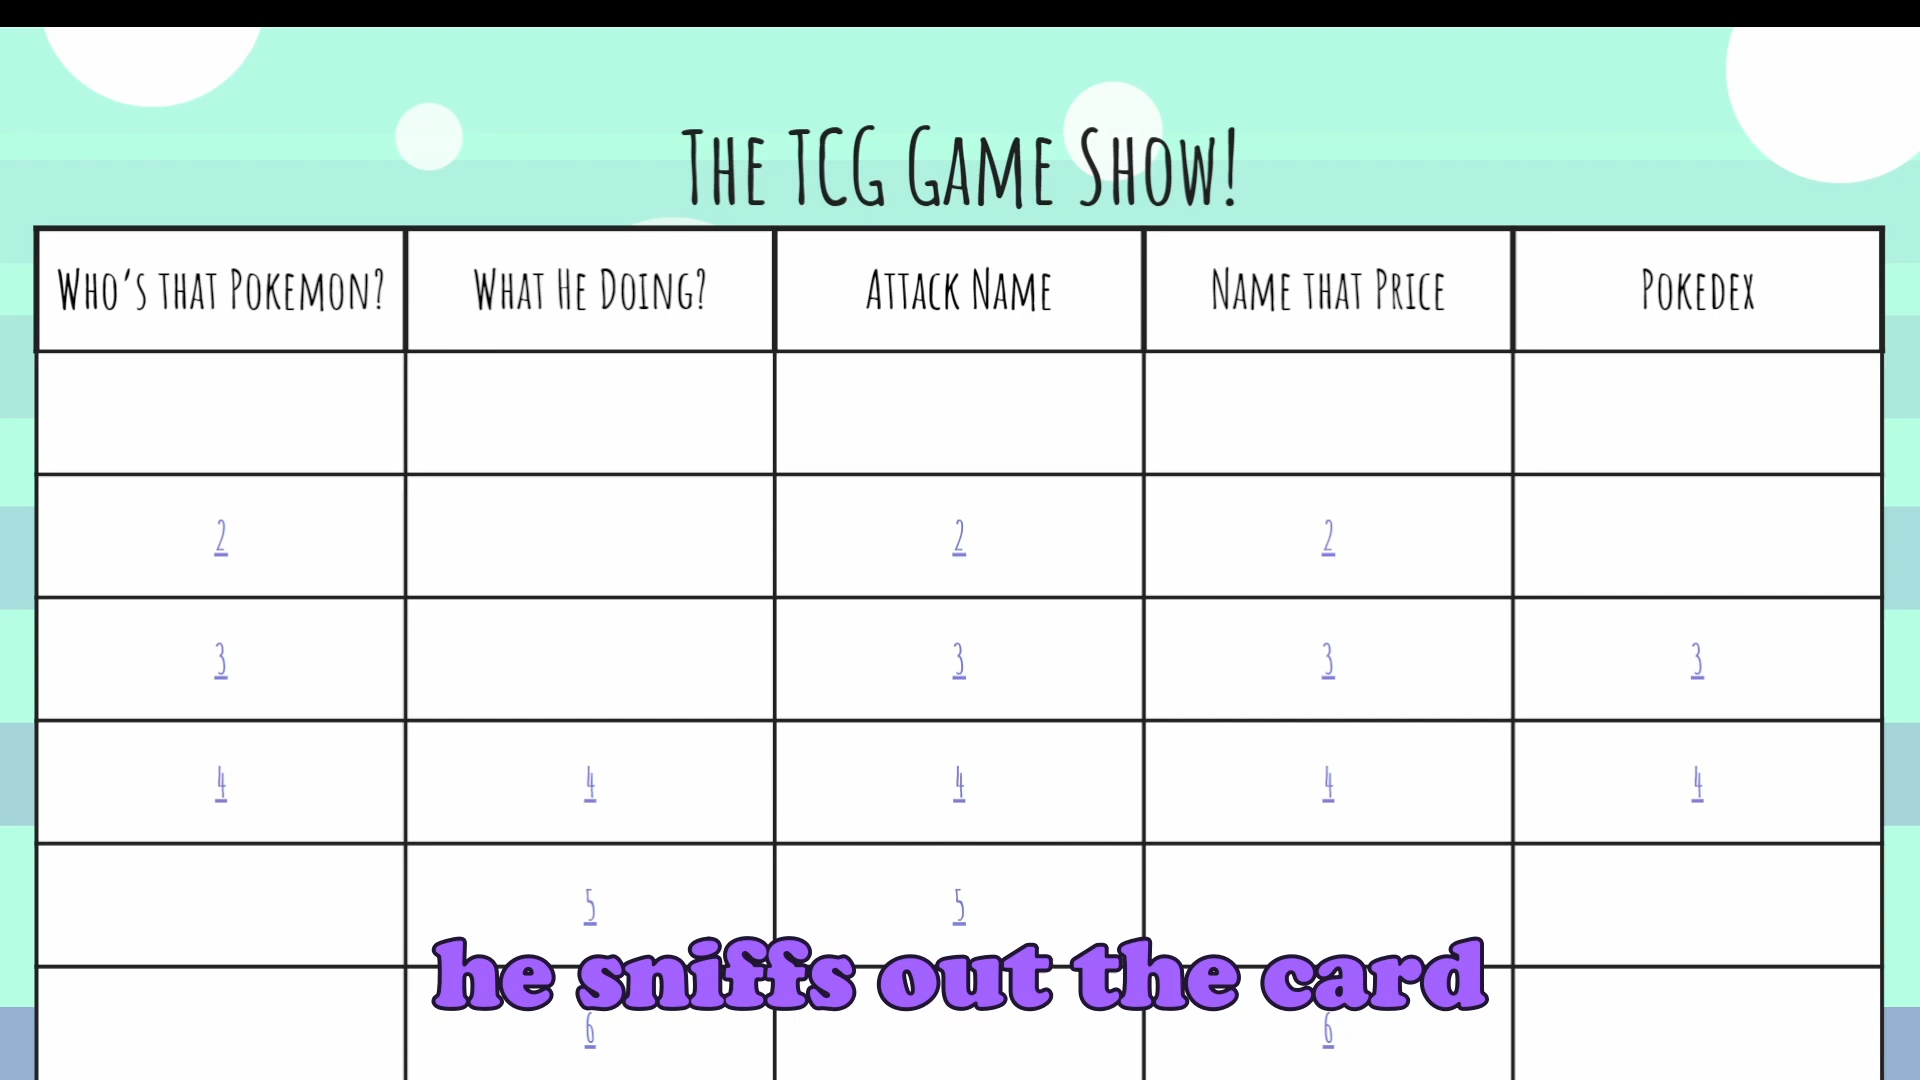 The TCG Game Show!
Who's that Pokemon? What He Doing? Attack Name Name that Price Pokedex
2 2 2
3 3 3 3
4 4 4 4 4
5 5
he sniffs out the card
6 6